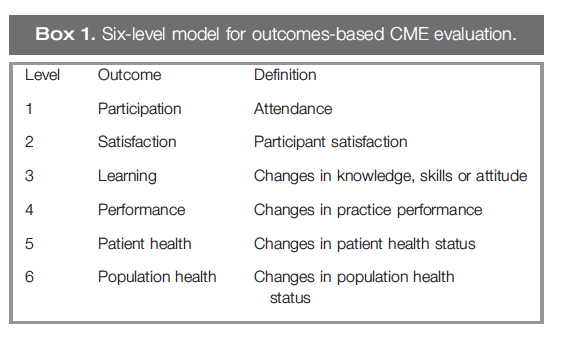 Box 1. Six-level model for outcomes-based CME evaluation.
Level Outcome Definition
1 Participation Attendance
2 Satisfaction Participant satisfaction
3 Learning Changes in knowledge, skills or attitude
4 Performance Changes in practice performance
5 Patient health Changes in patient health status
6 Population health Changes in population health
status